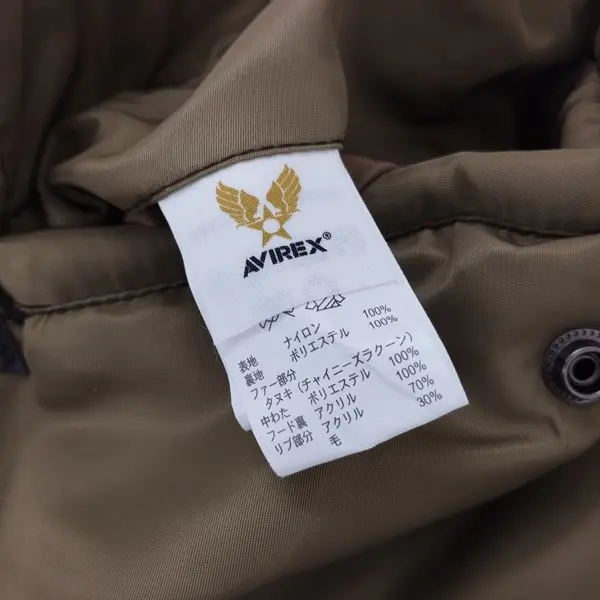 AVIREX®
表地 ナイロン 100%
裏地 ポリエステル 100%
ファー部分
タヌキ (チャイニーズラクーン)
中わた ポリエステル 100%
フード裏 アクリル 100%
リブ部分 アクリル 70%
毛 30%